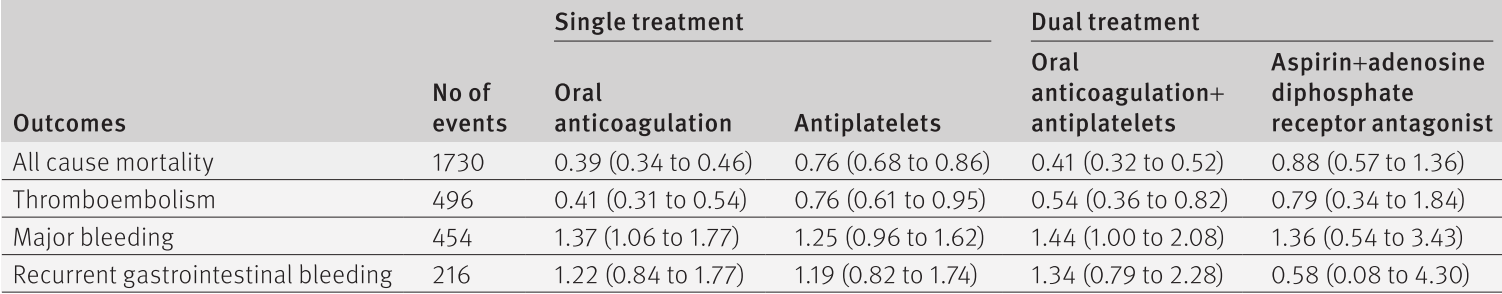 Single treatment Dual treatment
Oral Aspirin+adenosine
No of Oral anticoagulation+ diphosphate
Outcomes events anticoagulation Antiplatelets antiplatelets receptor antagonist
All cause mortality 1730 0.39 (0.34 to 0.46) 0.76 (0.68 to 0.86) 0.41 (0.32 to 0.52) 0.88 (0.57 to 1.36)
Thromboembolism 496 0.41 (0.31 to 0.54) 0.76 (0.61 to 0.95) 0.54 (0.36 to 0.82) 0.79 (0.34 to 1.84)
Major bleeding 454 1.37 (1.06 to 1.77) 1.25 (0.96 to 1.62) 1.44 (1.00 to 2.08) 1.36 (0.54 to 3.43)
Recurrent gastrointestinal bleeding 216 1.22 (0.84 to 1.77) 1.19 (0.82 to 1.74) 1.34 (0.79 to 2.28) 0.58 (0.08 to 4.30)